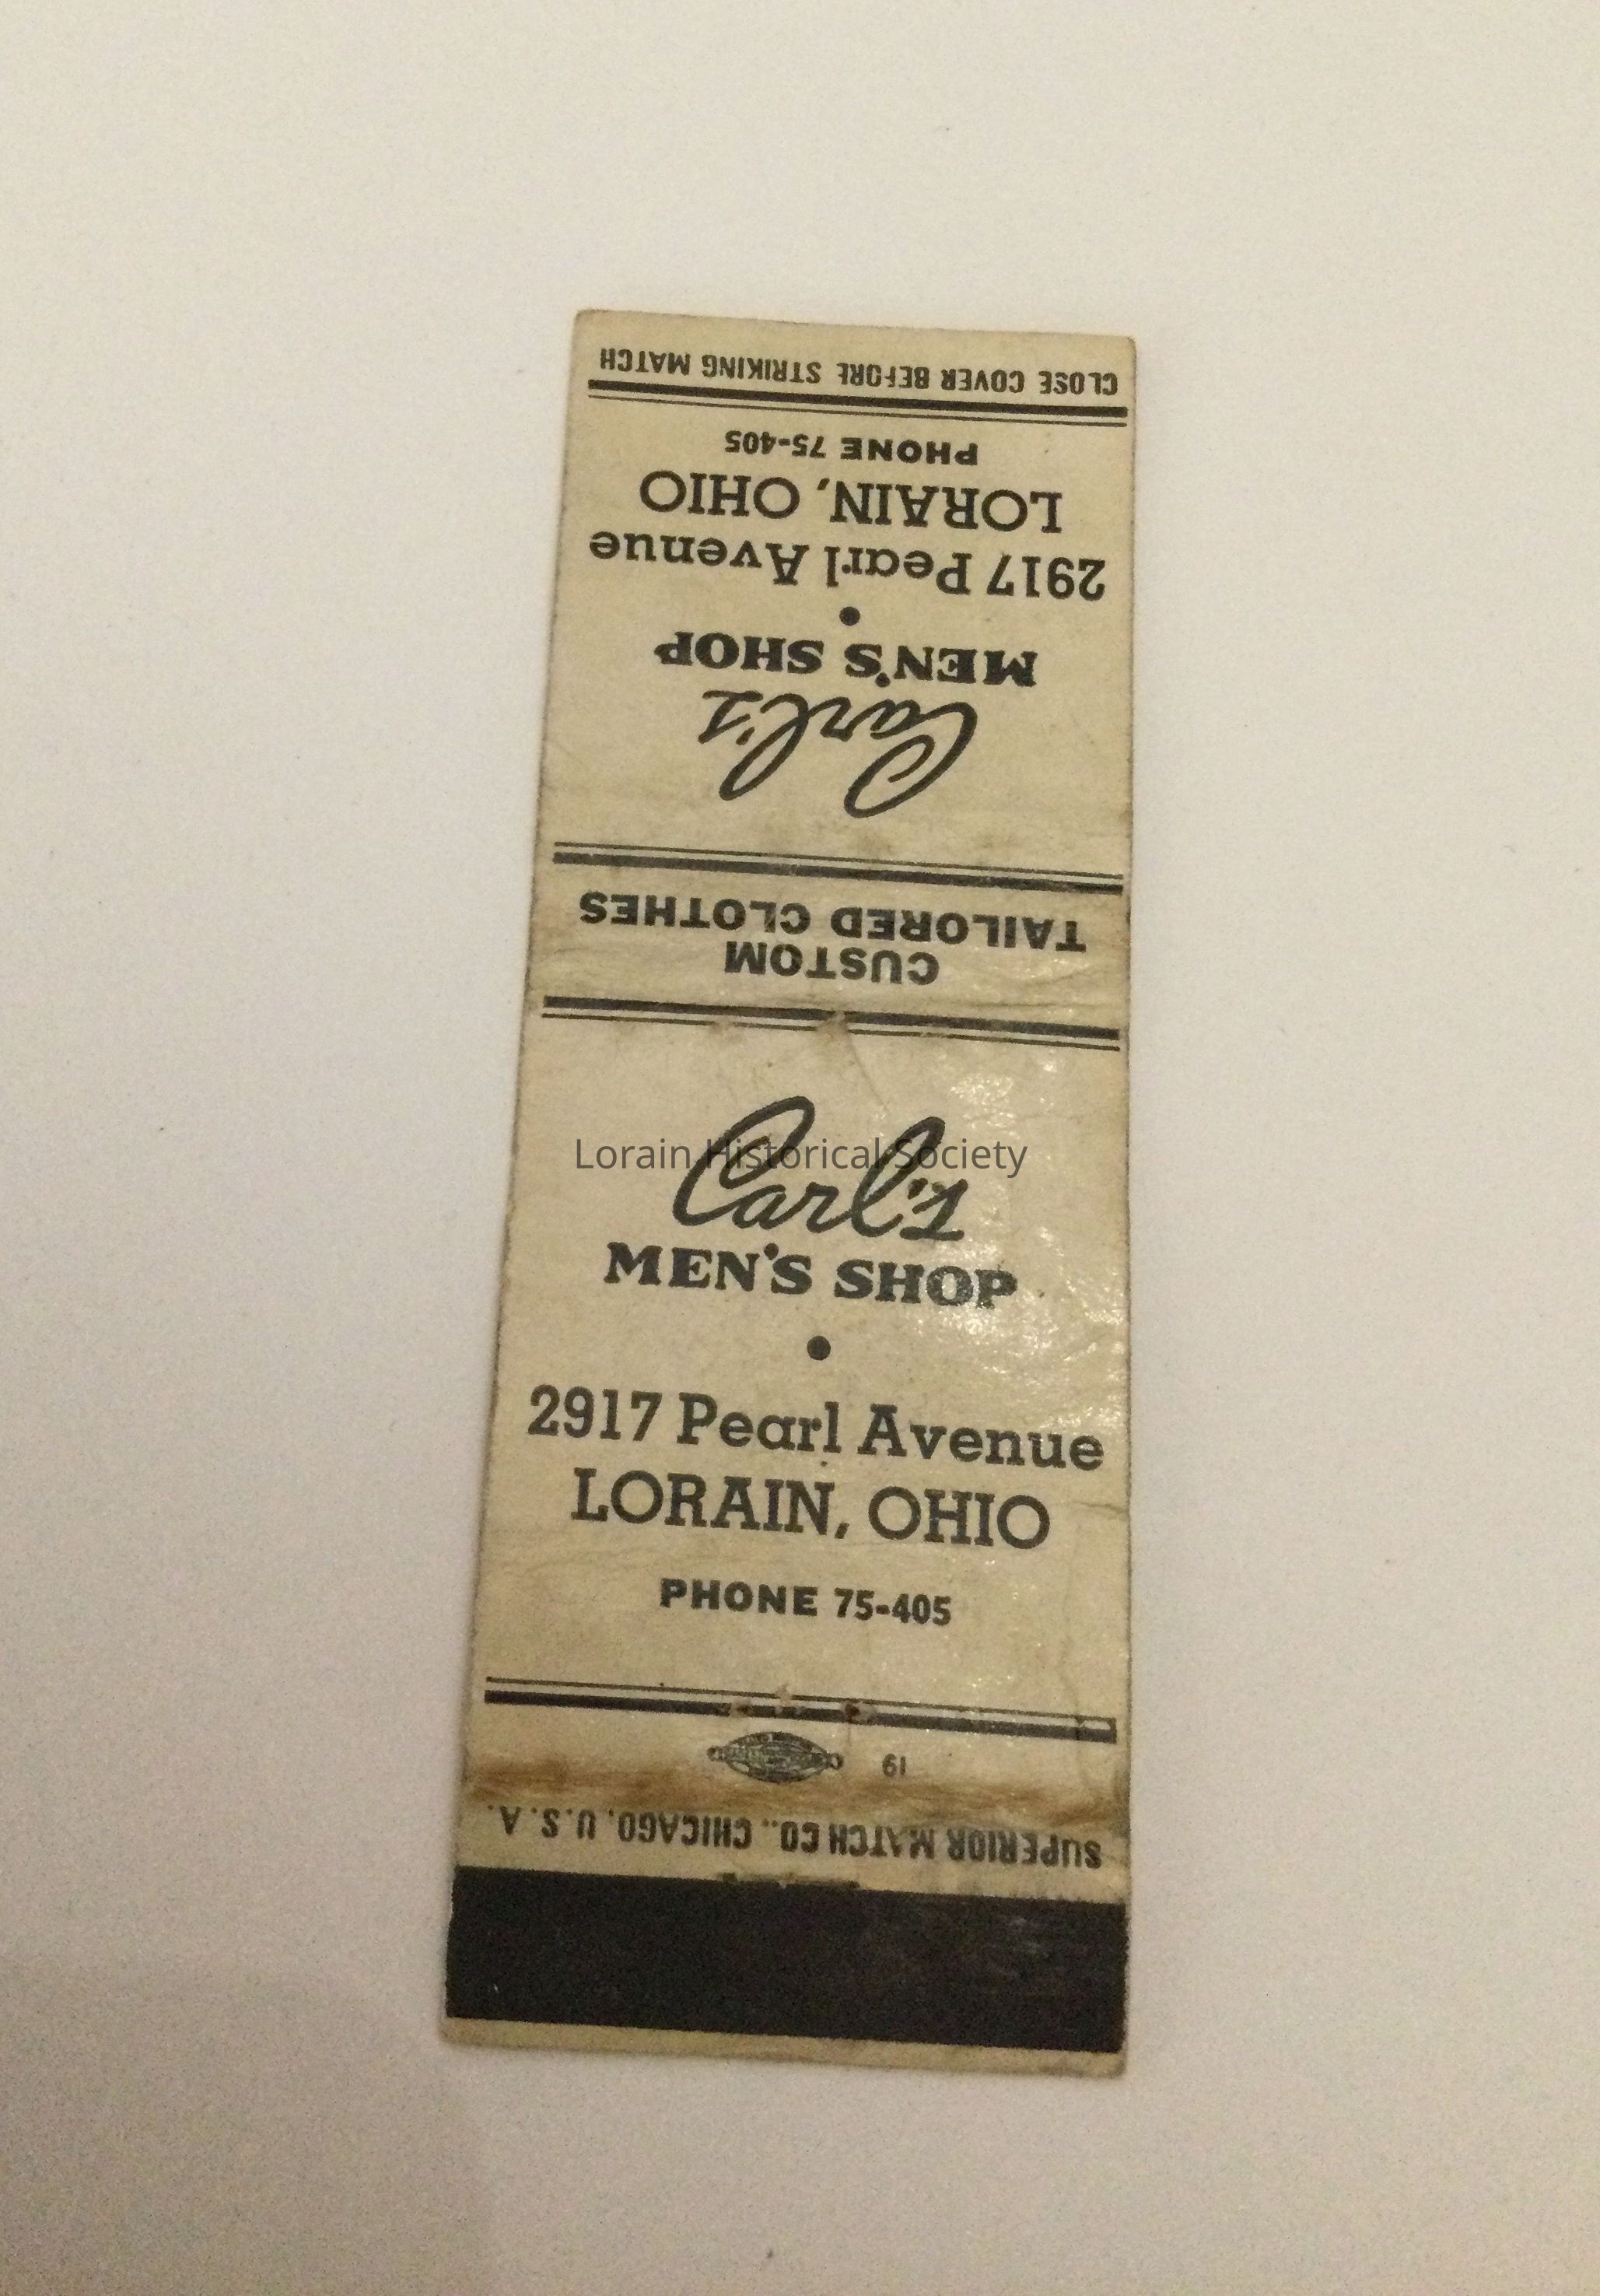 CLOSE COVER BEFORE STRIKING MATCH
Carl's
MEN'S SHOP
2917 Pearl Avenue
LORAIN, OHIO
PHONE 75-405
CUSTOM
TAILORED CLOTHES
Carl's
MEN'S SHOP
2917 Pearl Avenue
LORAIN, OHIO
PHONE 75-405
19
SUPERIOR MATCH CO., CHICAGO, U.S.A.
Lorain Historical Society